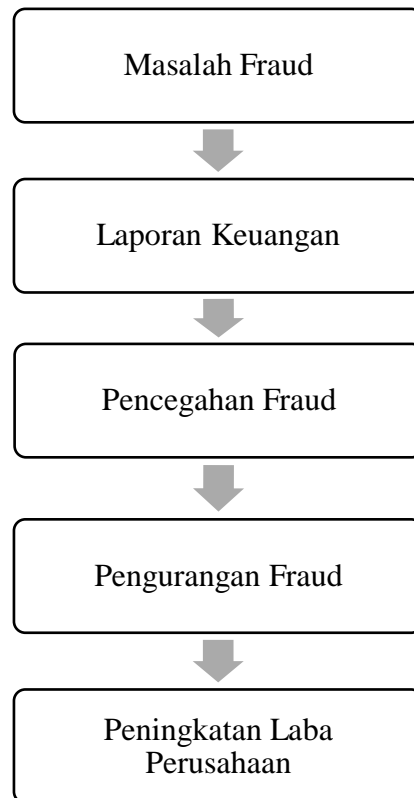 Masalah Fraud
Laporan Keuangan
Pencegahan Fraud
Pengurangan Fraud
Peningkatan Laba
Perusahaan